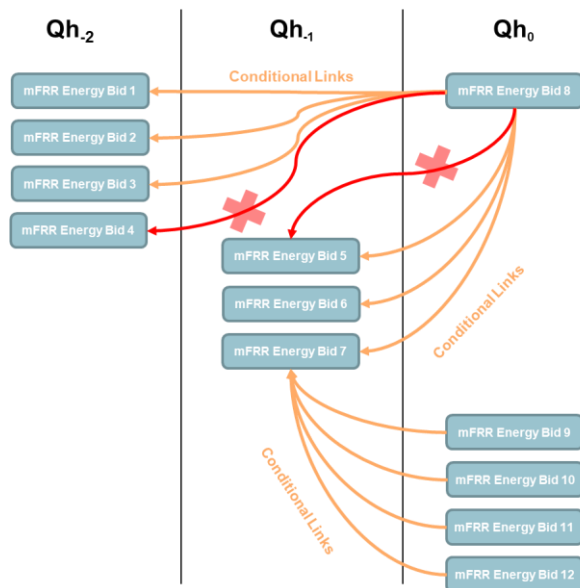 Qh-2
Qh-1
Qh0
Conditional Links
mFRR Energy Bid 1
mFRR Energy Bid 8
mFRR Energy Bid 2
mFRR Energy Bid 3
mFRR Energy Bid 4
mFRR Energy Bid 5
mFRR Energy Bid 6
mFRR Energy Bid 7
Conditional Links
mFRR Energy Bid 9
mFRR Energy Bid 10
mFRR Energy Bid 11
mFRR Energy Bid 12
Conditional Links